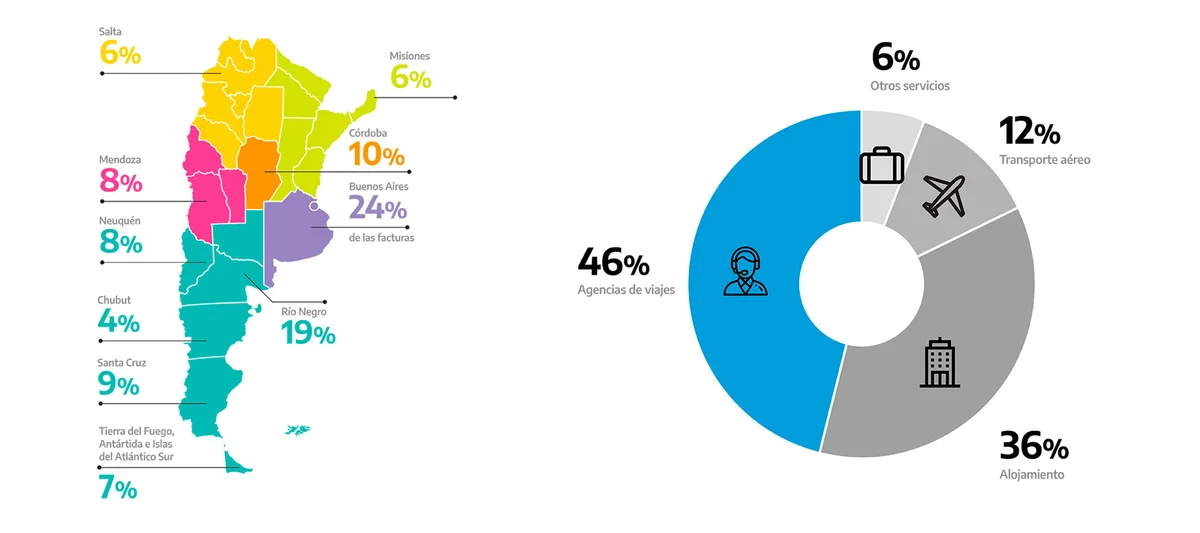 Salta
6%
Misiones
6%
Córdoba
10%
Mendoza
8%
Buenos Aires
24%
de las facturas
Neuquén
8%
Chubut
4%
Río Negro
19%
Santa Cruz
9%
Tierra del Fuego,
Antártida e Islas
del Atlántico Sur
7%
6%
Otros servicios
12%
Transporte aéreo
46%
Agencias de viajes
36%
Alojamiento